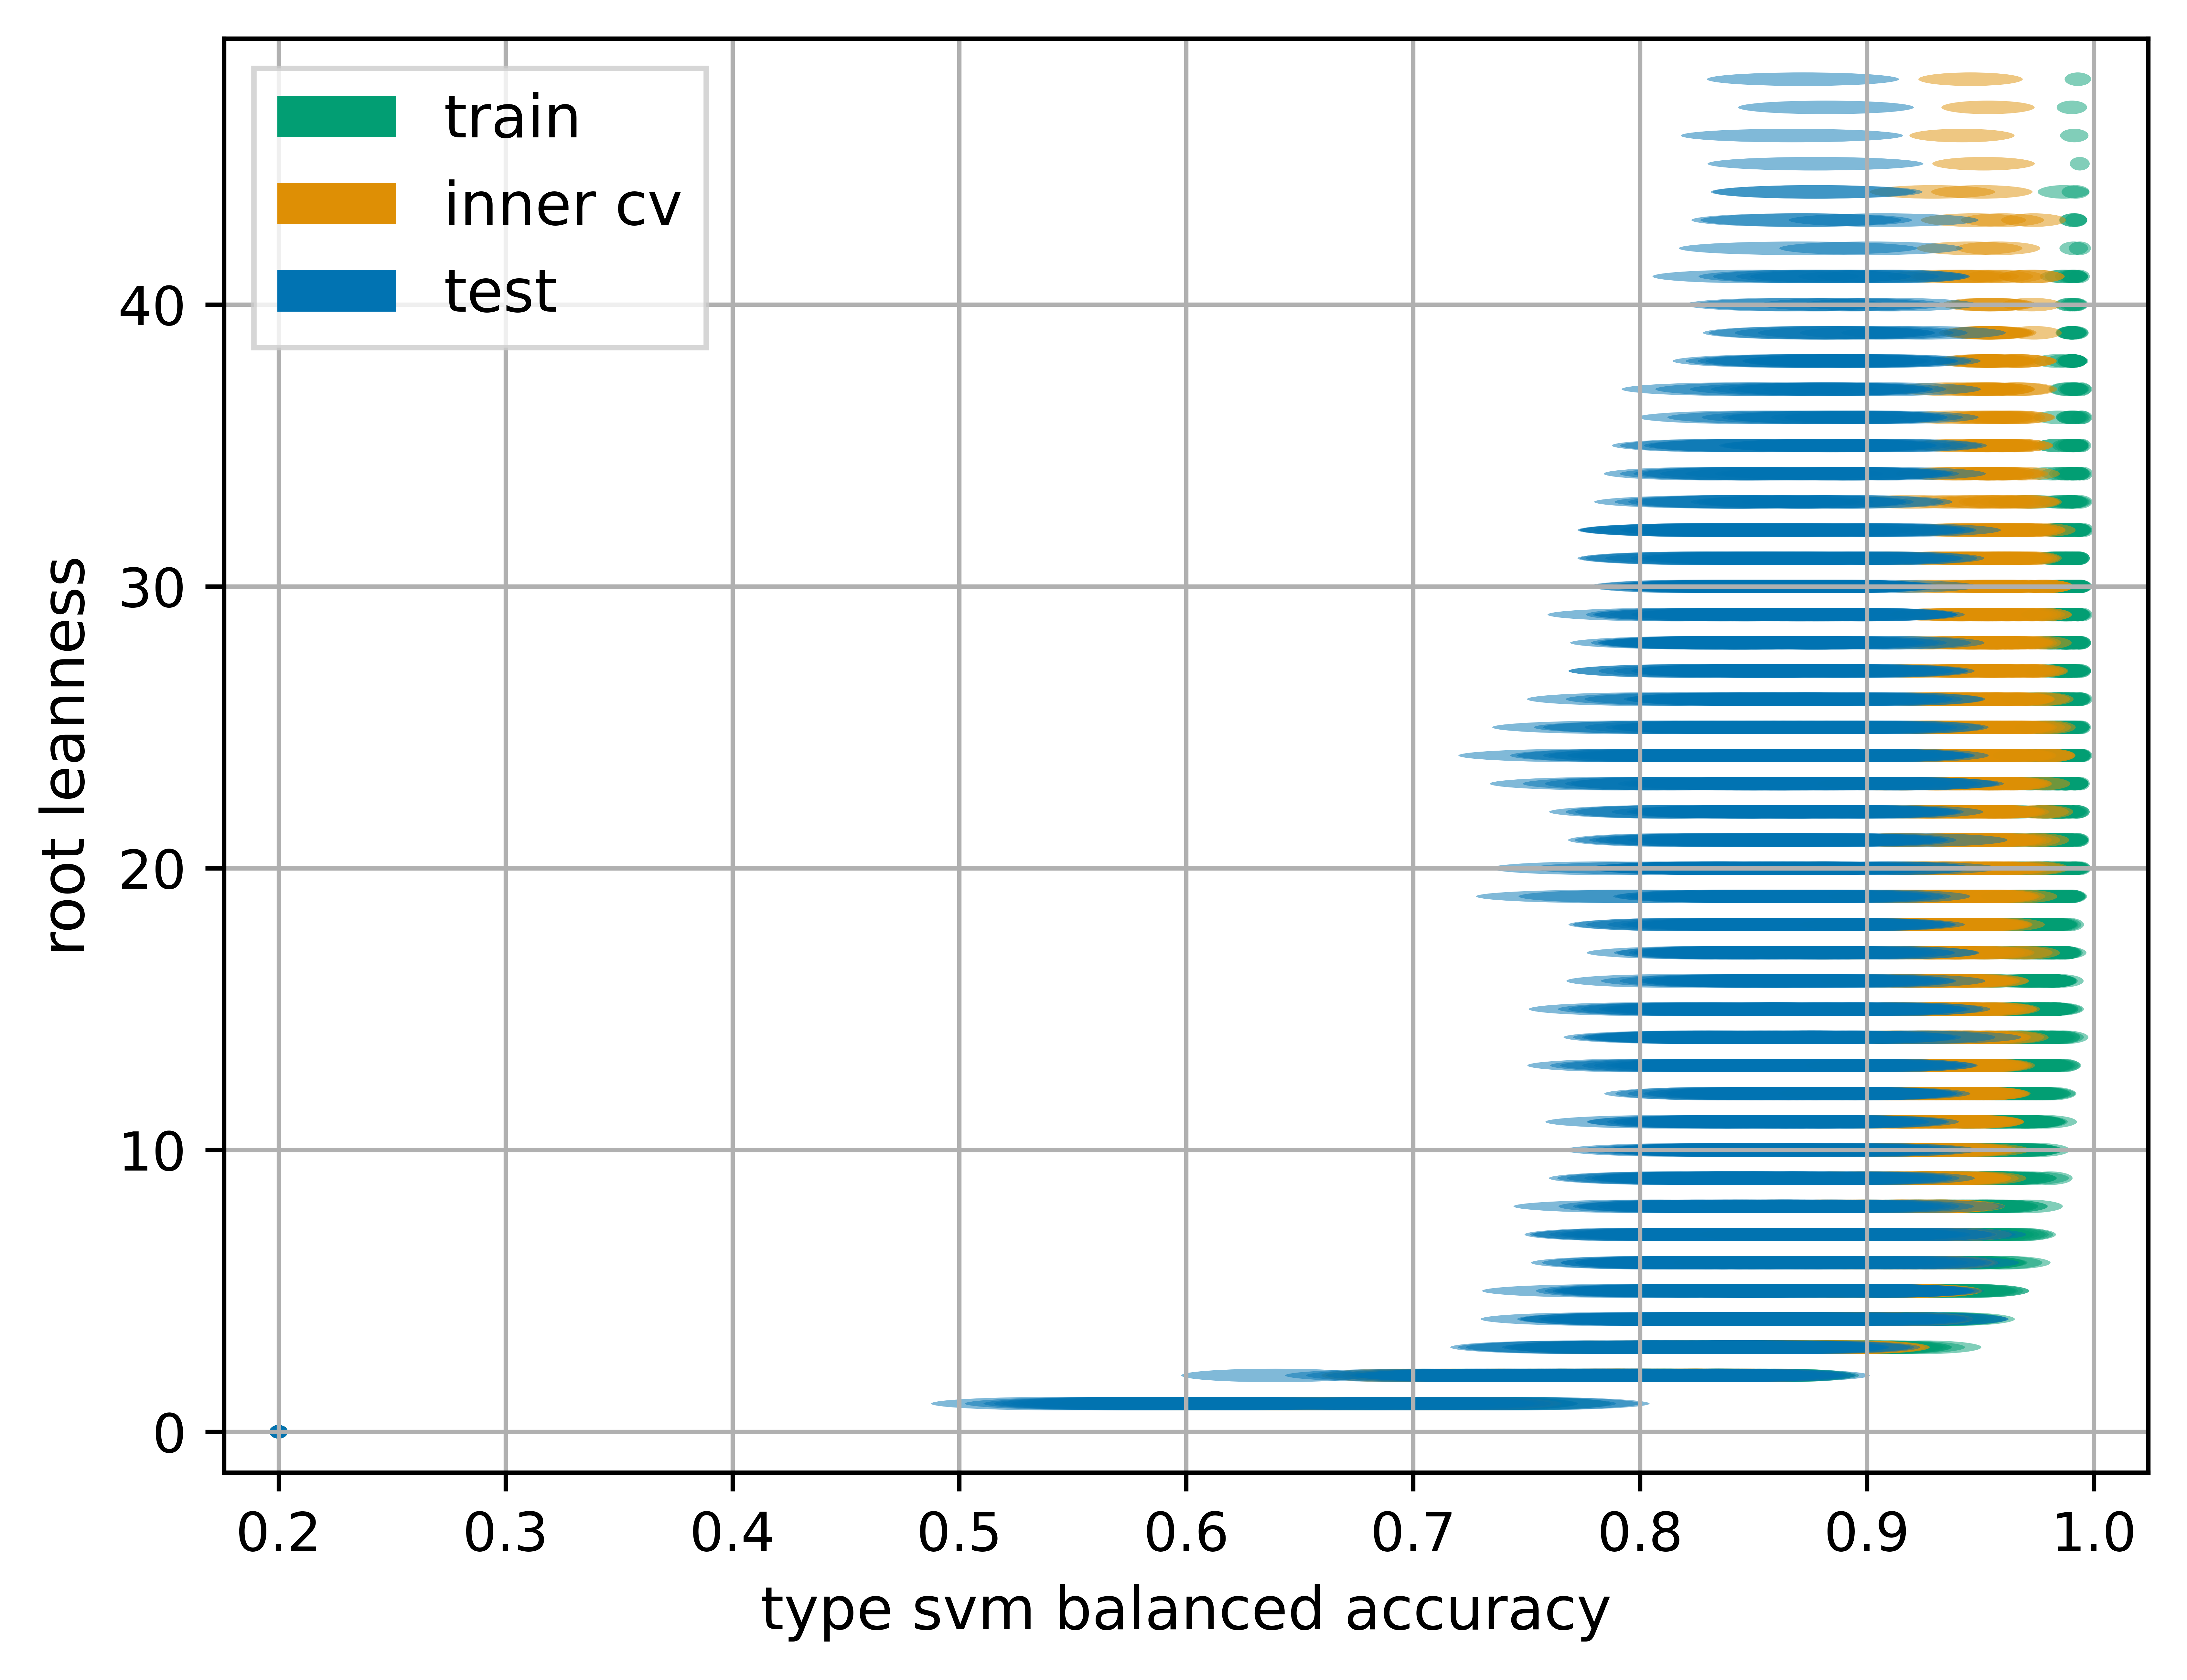 train
inner cv
test
40
30
20
10
0
root leanness
0.2 0.3 0.4 0.5 0.6 0.7 0.8 0.9 1.0
type svm balanced accuracy